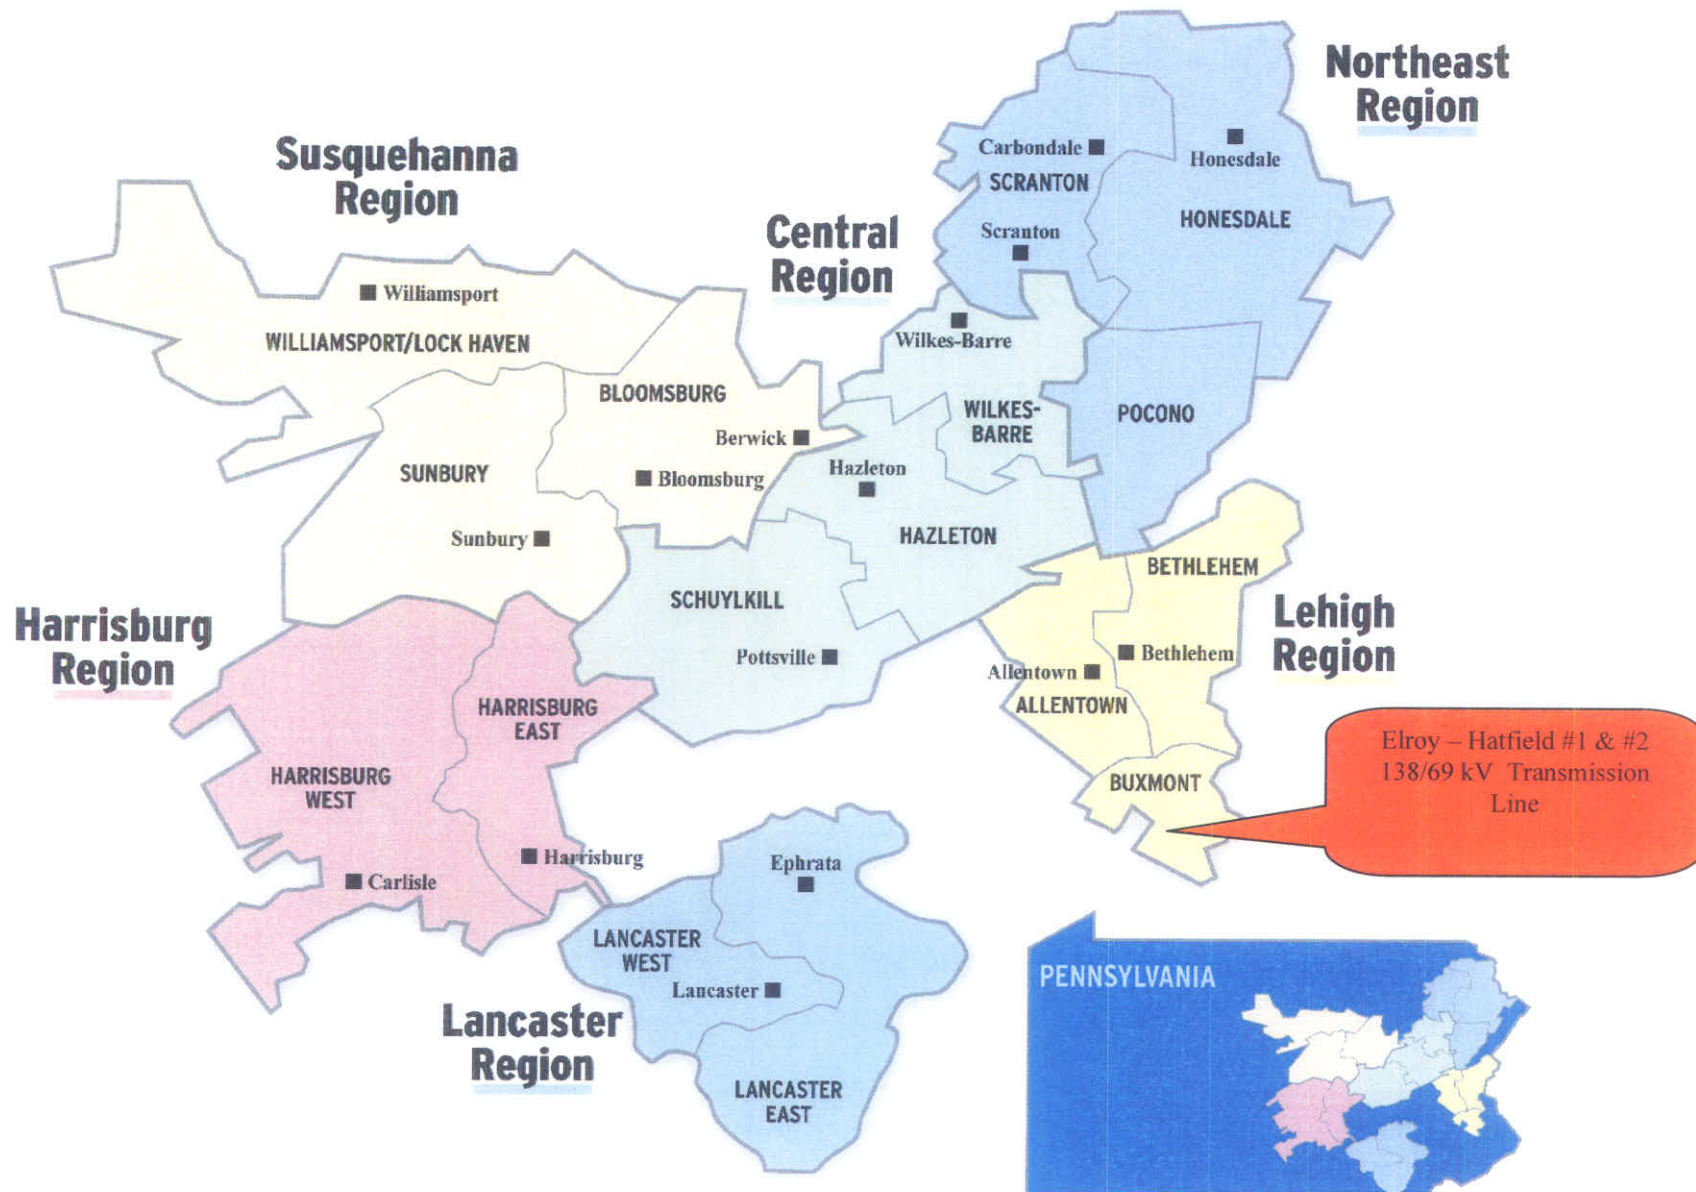 Northeast
Region
Susquehanna
Region
Central
Region
Carbondale
Honesdale
SCRANTON
HONESDALE
Scranton
Williamsport
WILLIAMSPORT/LOCK HAVEN
Wilkes-Barre
BLOOMSBURG
WILKES-
BARRE
POCONO
Berwick
SUNBURY
Bloomsburg
Hazleton
Sunbury
HAZLETON
BETHLEHEM
SCHUYLKILL
Harrisburg
Region
Lehigh
Region
Pottsville
Bethlehem
Allentown
ALLENTOWN
HARRISBURG
EAST
HARRISBURG
WEST
BUXMONT
Elroy – Hatfield #1 & #2
138/69 kV Transmission
Line
Harrisburg
Carlisle
Ephrata
LANCASTER
WEST
Lancaster
Lancaster
Region
LANCASTER
EAST
PENNSYLVANIA